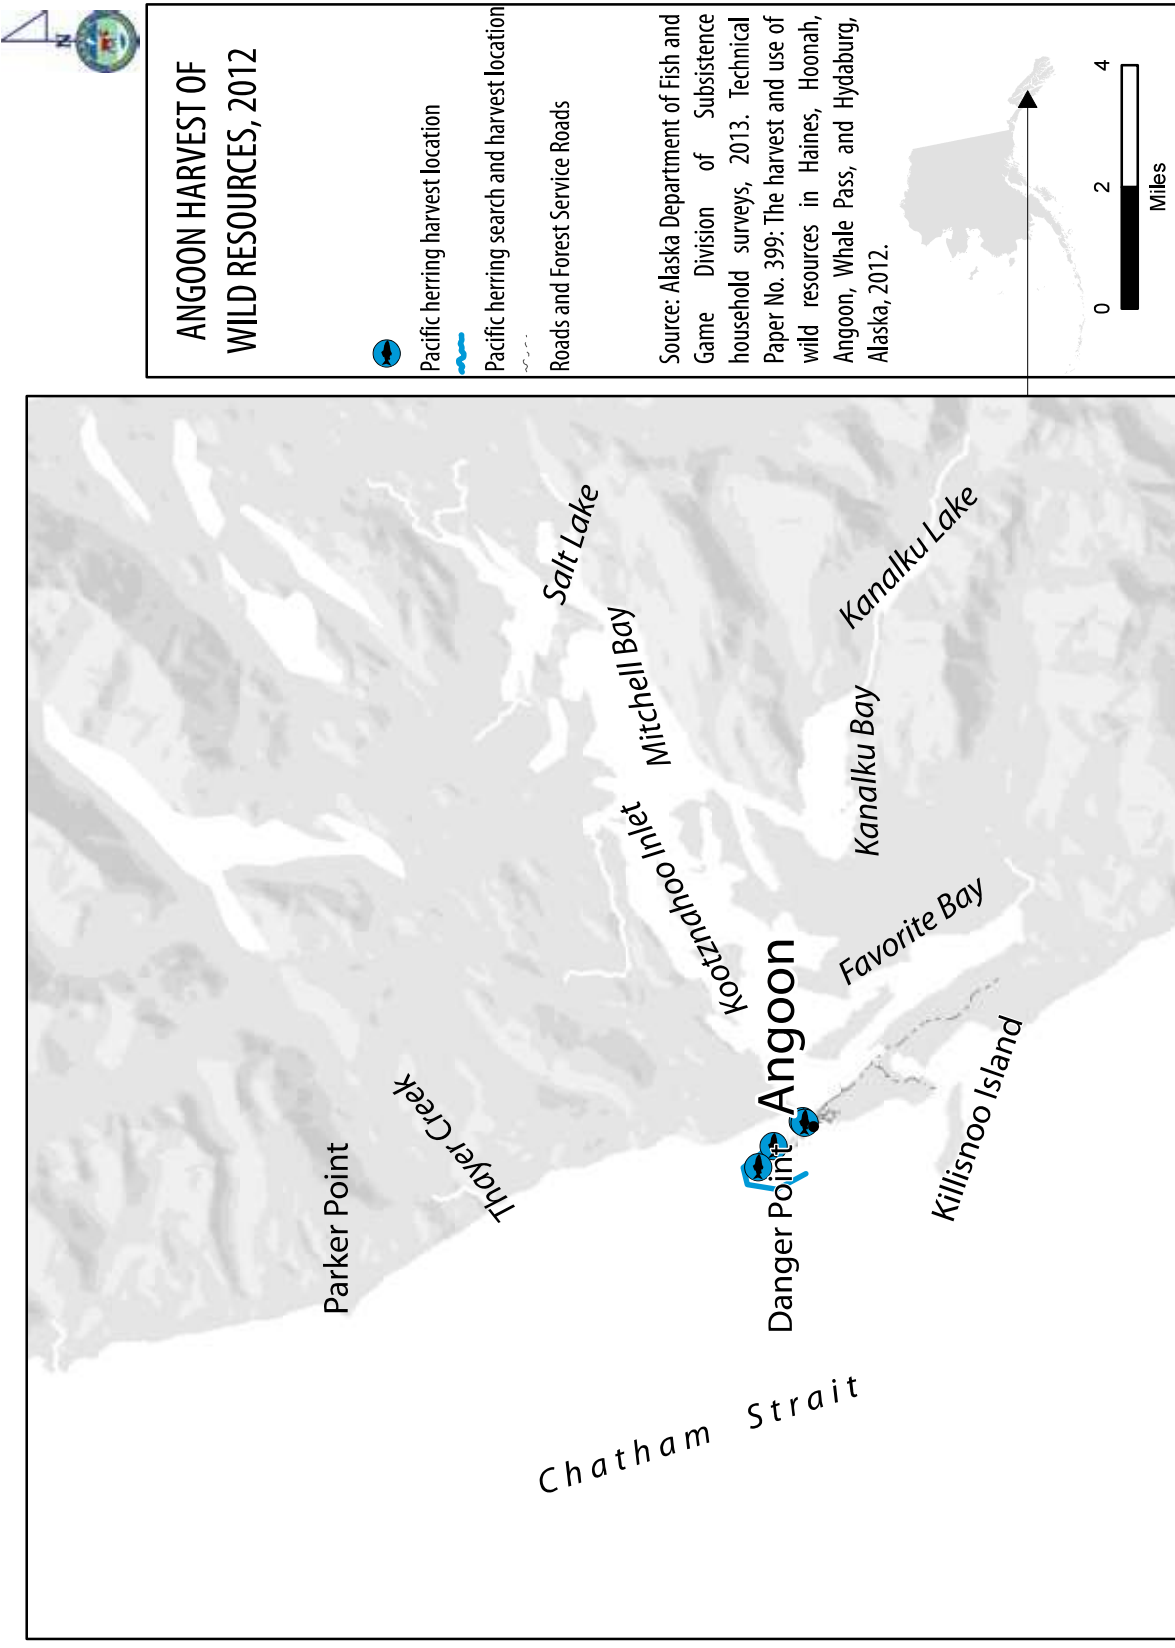 ANGOON HARVEST OF
WILD RESOURCES, 2012
Pacific herring harvest location
Pacific herring search and harvest location
Roads and Forest Service Roads
Source: Alaska Department of Fish and
Game Division of Subsistence
household surveys, 2013. Technical
Paper No. 399: The harvest and use of
wild resources in Haines, Hoonah,
Angoon, Whale Pass, and Hydaburg,
Alaska, 2012.
0 2 4
Miles
N
Parker Point
Thayer Creek
Chatham Strait
Salt Lake
Mitchell Bay
Kootznahoo Inlet
Danger Point
Angoon
Kanalku Bay
Kanalku Lake
Favorite Bay
Killisnoo Island